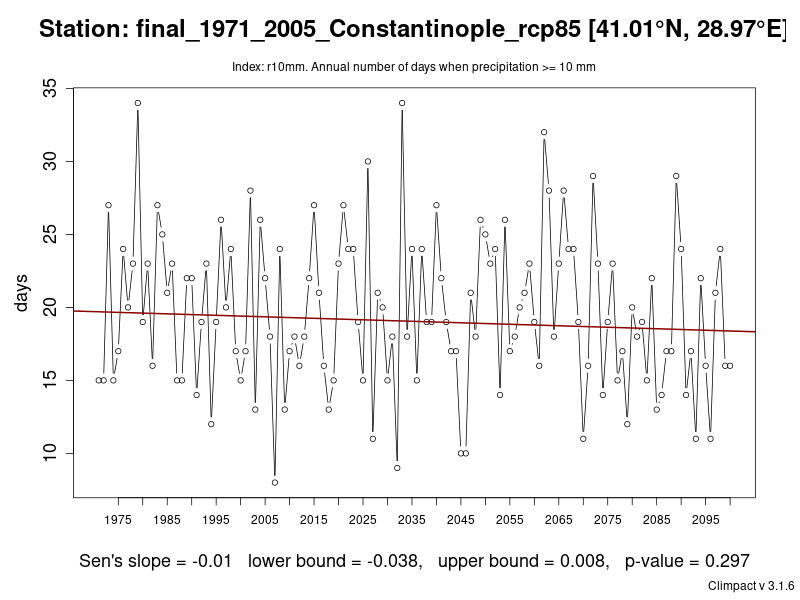 Station: final_1971_2005_Constantinople_rcp85 [41.01°N, 28.97°E]
Index: r10mm. Annual number of days when precipitation >= 10 mm
35
30
25
20
15
10
days
1975 1985 1995 2005 2015 2025 2035 2045 2055 2065 2075 2085 2095
Sen's slope = -0.01 lower bound = -0.038, upper bound = 0.008, p-value = 0.297
Climpact v 3.1.6